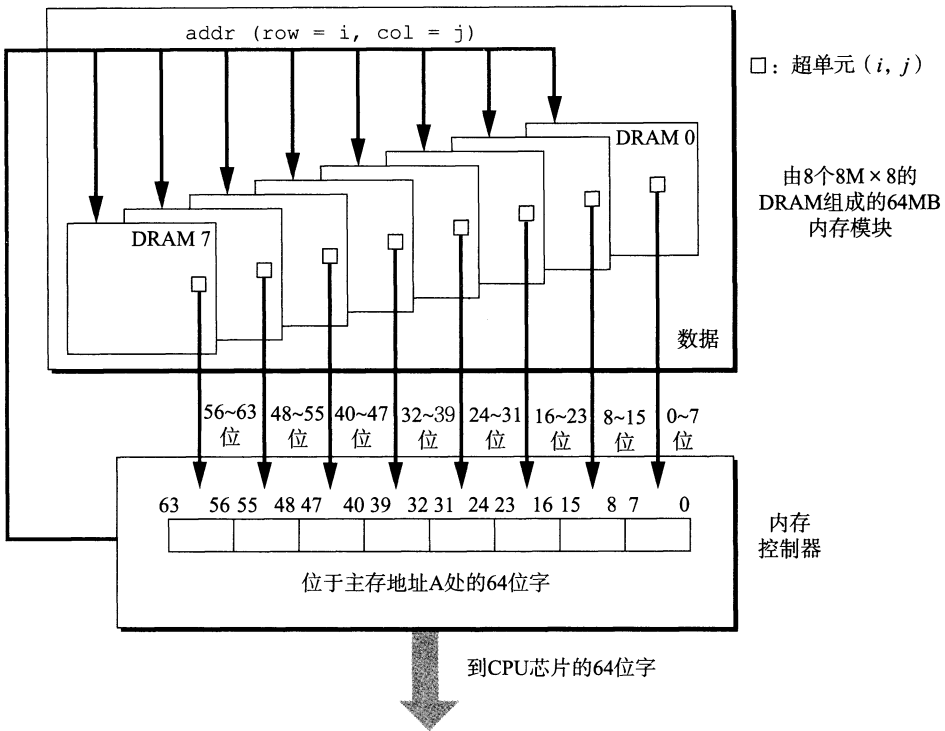 addr (row = i, col = j)
□：超单元（i, j）
DRAM 0
由8个8M×8的
DRAM组成的64MB
内存模块
DRAM 7
数据
56~63
位
48~55
位
40~47
位
32~39
位
24~31
位
16~23
位
8~15
位
0~7
位
63 56 55 48 47 40 39 32 31 24 23 16 15 8 7 0
内存
控制器
位于主存地址A处的64位字
到CPU芯片的64位字